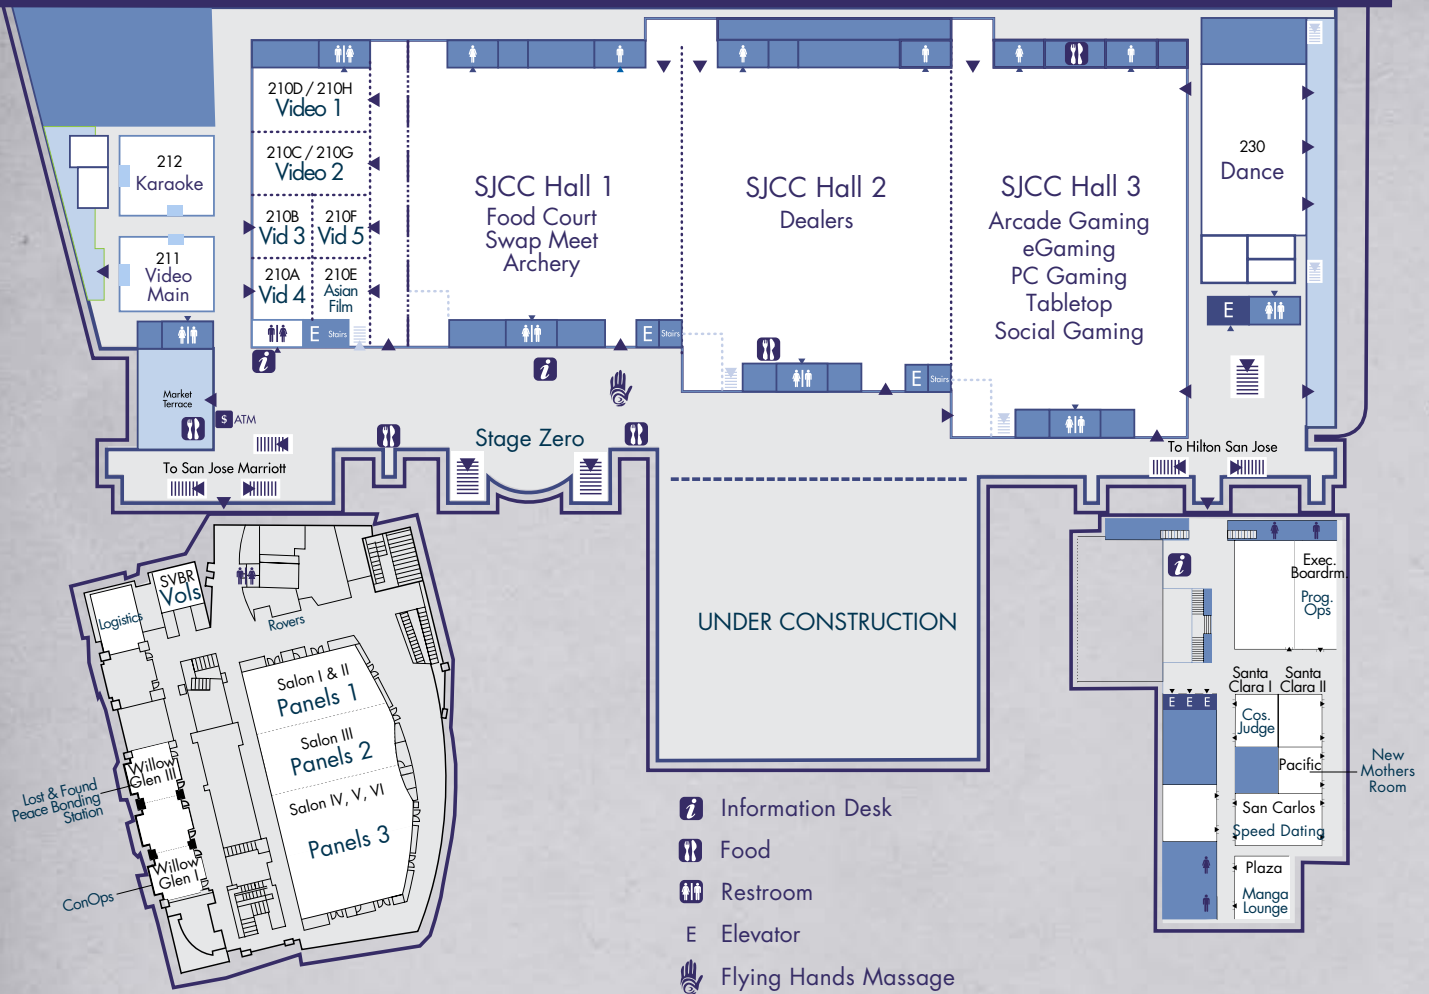 210D / 210H
Video 1
210C / 210G
Video 2
210B
Vid 3
210F
Vid 5
210A
Vid 4
210E
Asian
Film
E
Stairs
212
Karaoke
211
Video
Main
Market
Terrace
$
ATM
i
SJCC Hall 1
Food Court
Swap Meet
Archery
E
Stairs
i
SJCC Hall 2
Dealers
E
Stairs
SJCC Hall 3
Arcade Gaming
eGaming
PC Gaming
Tabletop
Social Gaming
230
Dance
E
Stage Zero
To San Jose Marriott
To Hilton San Jose
UNDER CONSTRUCTION
SVBR
Vols
Logistics
Rovers
Salon I & II
Panels 1
Salon III
Panels 2
Salon IV, V, VI
Panels 3
Willow
Glen III
Lost & Found
Peace Bonding
Station
Willow
Glen I
ConOps
i
Exec.
Boardrm.
Prog.
Ops
Santa
Clara I
Santa
Clara II
E E E
Cos.
Judge
Pacific
New
Mothers
Room
San Carlos
Speed Dating
Plaza
Manga
Lounge
i Information Desk
Food
Restroom
E Elevator
Flying Hands Massage